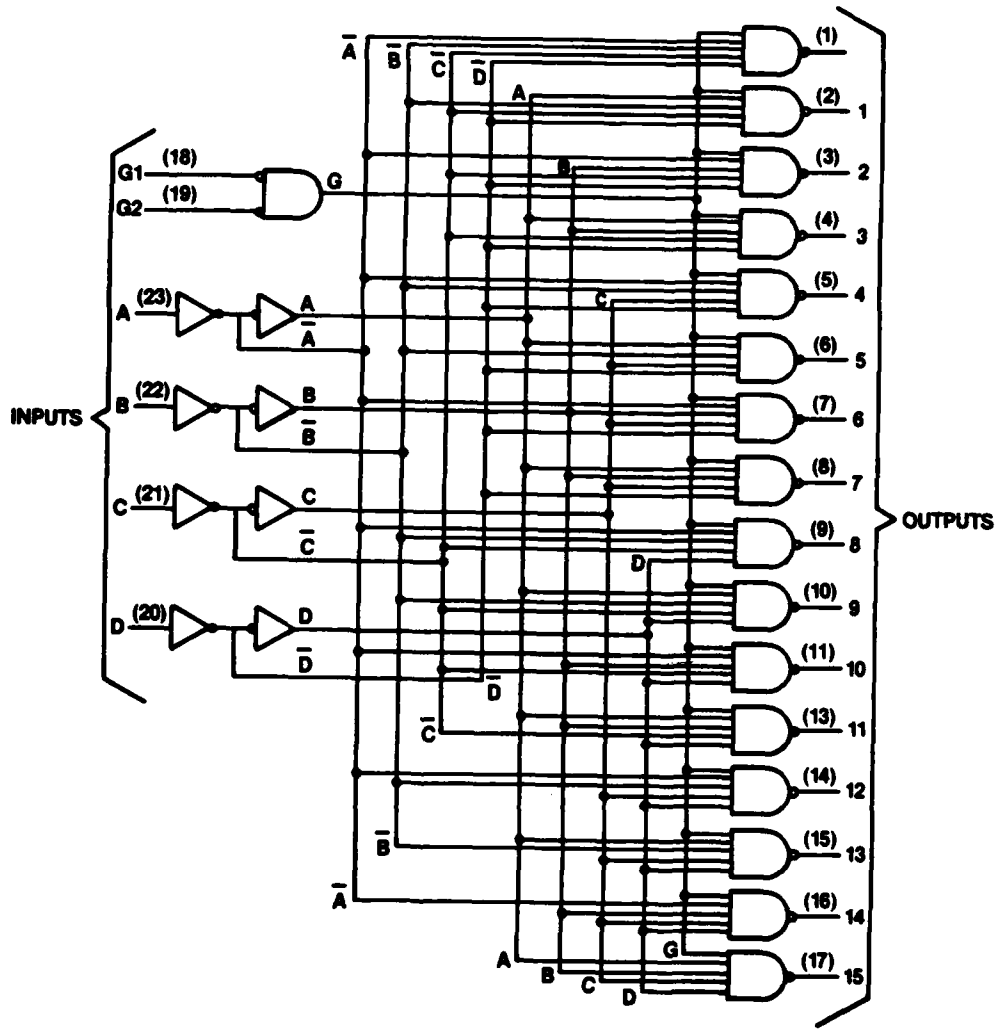 A̅ B̅ C̅ D̅ (1)
A (2) 1
G1 (18) B (3) 2
G
G2 (19) (4) 3
C (5) 4
A (23) A
A̅ (6) 5
B (22) B (7) 6
INPUTS
B̅
(8) 7
C (21) C
OUTPUTS
C̅ D (9) 8
(10) 9
D (20) D
D̅ D̅ (11) 10
C̅ (13) 11
(14) 12
B̅ (15) 13
A̅ (16) 14
G
A B C D (17) 15